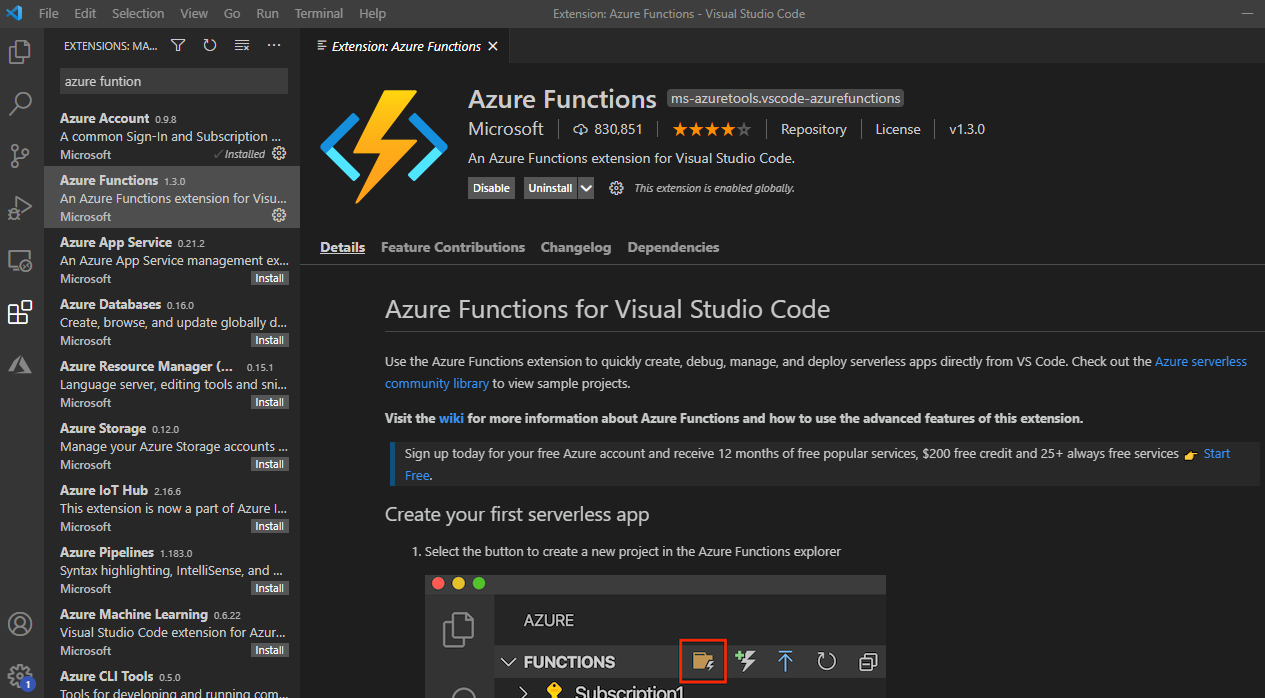 File Edit Selection View Go Run Terminal Help
Extension: Azure Functions - Visual Studio Code
EXTENSIONS: MA...
azure funtion
Azure Account 0.9.8
A common Sign-In and Subscription ...
Microsoft ✓Installed
Azure Functions 1.3.0
An Azure Functions extension for Visu...
Microsoft
Azure App Service 0.21.2
An Azure App Service management ex...
Microsoft Install
Azure Databases 0.16.0
Create, browse, and update globally d...
Microsoft Install
Azure Resource Manager (... 0.15.1
Language server, editing tools and sni...
Microsoft Install
Azure Storage 0.12.0
Manage your Azure Storage accounts ...
Microsoft Install
Azure IoT Hub 2.16.6
This extension is now a part of Azure I...
Microsoft Install
Azure Pipelines 1.183.0
Syntax highlighting, IntelliSense, and ...
Microsoft Install
Azure Machine Learning 0.6.22
Visual Studio Code extension for Azur...
Microsoft Install
Azure CLI Tools 0.5.0
Tools for developing and running com...
1
Extension: Azure Functions
Azure Functions ms-azuretools.vscode-azurefunctions
Microsoft 830,851 Repository License v1.3.0
An Azure Functions extension for Visual Studio Code.
Disable Uninstall This extension is enabled globally.
Details Feature Contributions Changelog Dependencies
Azure Functions for Visual Studio Code
Use the Azure Functions extension to quickly create, debug, manage, and deploy serverless apps directly from VS Code. Check out the Azure serverless
community library to view sample projects.
Visit the wiki for more information about Azure Functions and how to use the advanced features of this extension.
Sign up today for your free Azure account and receive 12 months of free popular services, $200 free credit and 25+ always free services 👉 Start
Free.
Create your first serverless app
1. Select the button to create a new project in the Azure Functions explorer
AZURE
FUNCTIONS
Subscription1